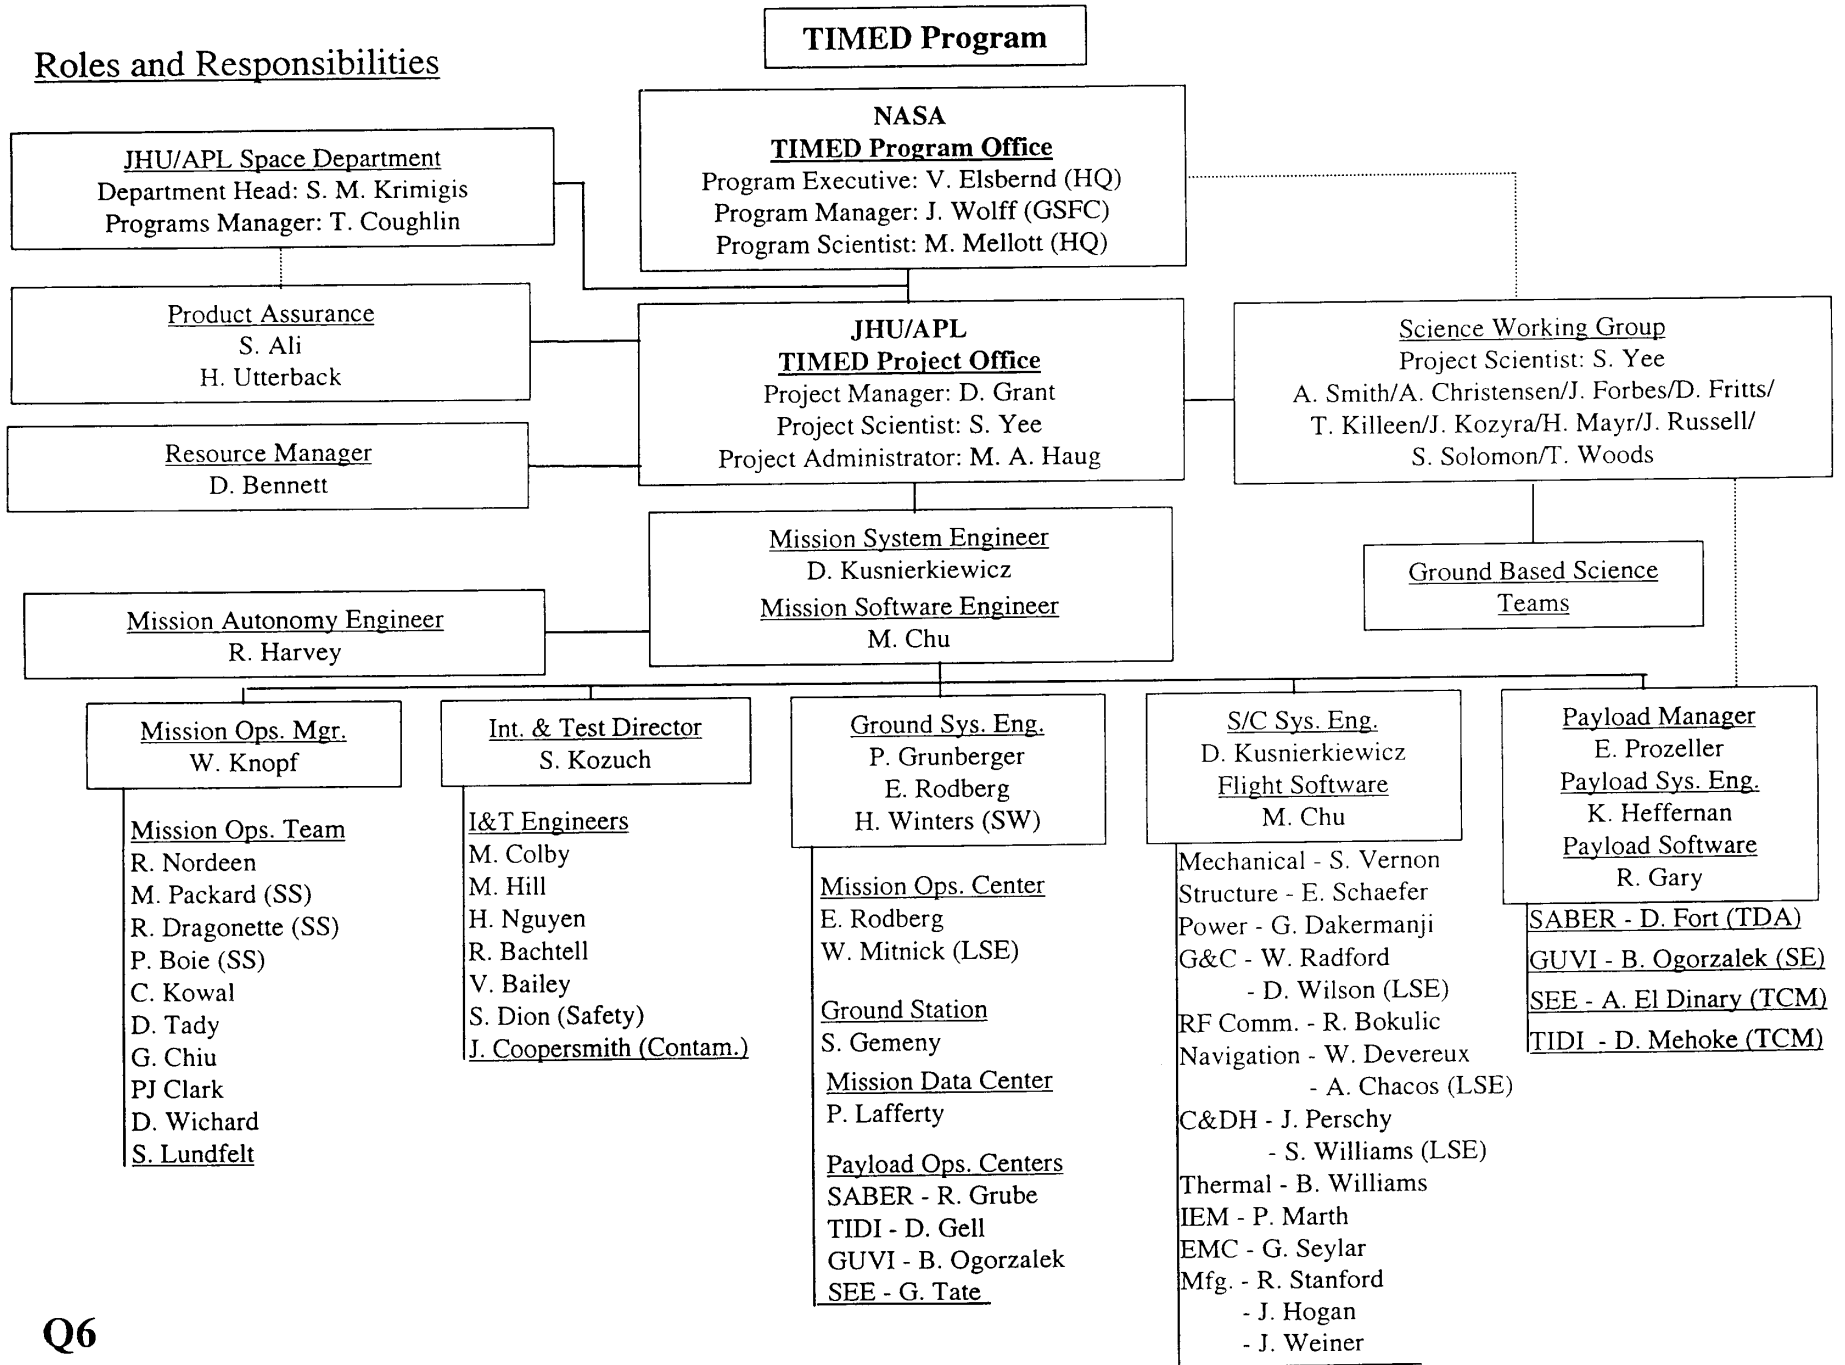 TIMED Program
Roles and Responsibilities
NASA
TIMED Program Office
Program Executive: V. Elsbernd (HQ)
Program Manager: J. Wolff (GSFC)
Program Scientist: M. Mellott (HQ)
JHU/APL Space Department
Department Head: S. M. Krimigis
Programs Manager: T. Coughlin
Product Assurance
S. Ali
H. Utterback
JHU/APL
TIMED Project Office
Project Manager: D. Grant
Project Scientist: S. Yee
Project Administrator: M. A. Haug
Science Working Group
Project Scientist: S. Yee
A. Smith/A. Christensen/J. Forbes/D. Fritts/
T. Killeen/J. Kozyra/H. Mayr/J. Russell/
S. Solomon/T. Woods
Resource Manager
D. Bennett
Mission System Engineer
D. Kusnierkiewicz
Mission Software Engineer
M. Chu
Ground Based Science
Teams
Mission Autonomy Engineer
R. Harvey
Mission Ops. Mgr.
W. Knopf
Mission Ops. Team
R. Nordeen
M. Packard (SS)
R. Dragonette (SS)
P. Boie (SS)
C. Kowal
D. Tady
G. Chiu
PJ Clark
D. Wichard
S. Lundfelt
Int. & Test Director
S. Kozuch
I&T Engineers
M. Colby
M. Hill
H. Nguyen
R. Bachtell
V. Bailey
S. Dion (Safety)
J. Coopersmith (Contam.)
Ground Sys. Eng.
P. Grunberger
E. Rodberg
H. Winters (SW)
Mission Ops. Center
E. Rodberg
W. Mitnick (LSE)
Ground Station
S. Gemeny
Mission Data Center
P. Lafferty
Payload Ops. Centers
SABER - R. Grube
TIDI - D. Gell
GUVI - B. Ogorzalek
SEE - G. Tate
S/C Sys. Eng.
D. Kusnierkiewicz
Flight Software
M. Chu
Mechanical - S. Vernon
Structure - E. Schaefer
Power - G. Dakermanji
G&C - W. Radford
- D. Wilson (LSE)
RF Comm. - R. Bokulic
Navigation - W. Devereux
- A. Chacos (LSE)
C&DH - J. Perschy
- S. Williams (LSE)
Thermal - B. Williams
IEM - P. Marth
EMC - G. Seylar
Mfg. - R. Stanford
- J. Hogan
- J. Weiner
Payload Manager
E. Prozeller
Payload Sys. Eng.
K. Heffernan
Payload Software
R. Gary
SABER - D. Fort (TDA)
GUVI - B. Ogorzalek (SE)
SEE - A. El Dinary (TCM)
TIDI - D. Mehoke (TCM)
Q6